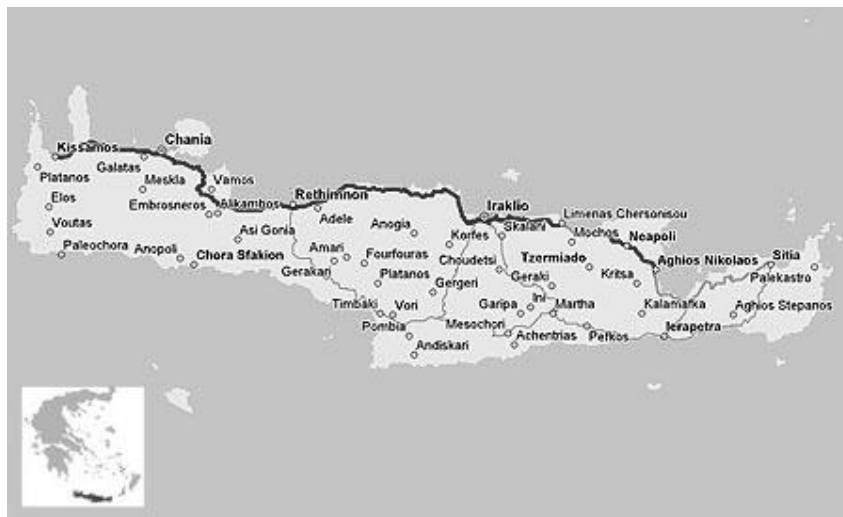 Chania
Kissamos
Galatas
Platanos
Meskla
Vamos
Elos
Rethimnon
Embrosneros
Alikambos
Iraklio
Limenas Chersonisou
Adele
Voutas
Asi Gonia
Anogia
Skalani
Korfes
Mochos
Neapoli
Paleochora
Anopoli
Chora Sfakion
Amari
Fourfouras
Choudetsi
Tzermiado
Aghios Nikolaos
Sitia
Gerakari
Platanos
Geraki
Kritsa
Palekastro
Gergeri
Timbaki
Vori
Garipa
Ini
Martha
Kalamafka
Aghios Stepanos
Pombia
Mesochori
Achentrias
Pefkos
Ierapetra
Andiskari